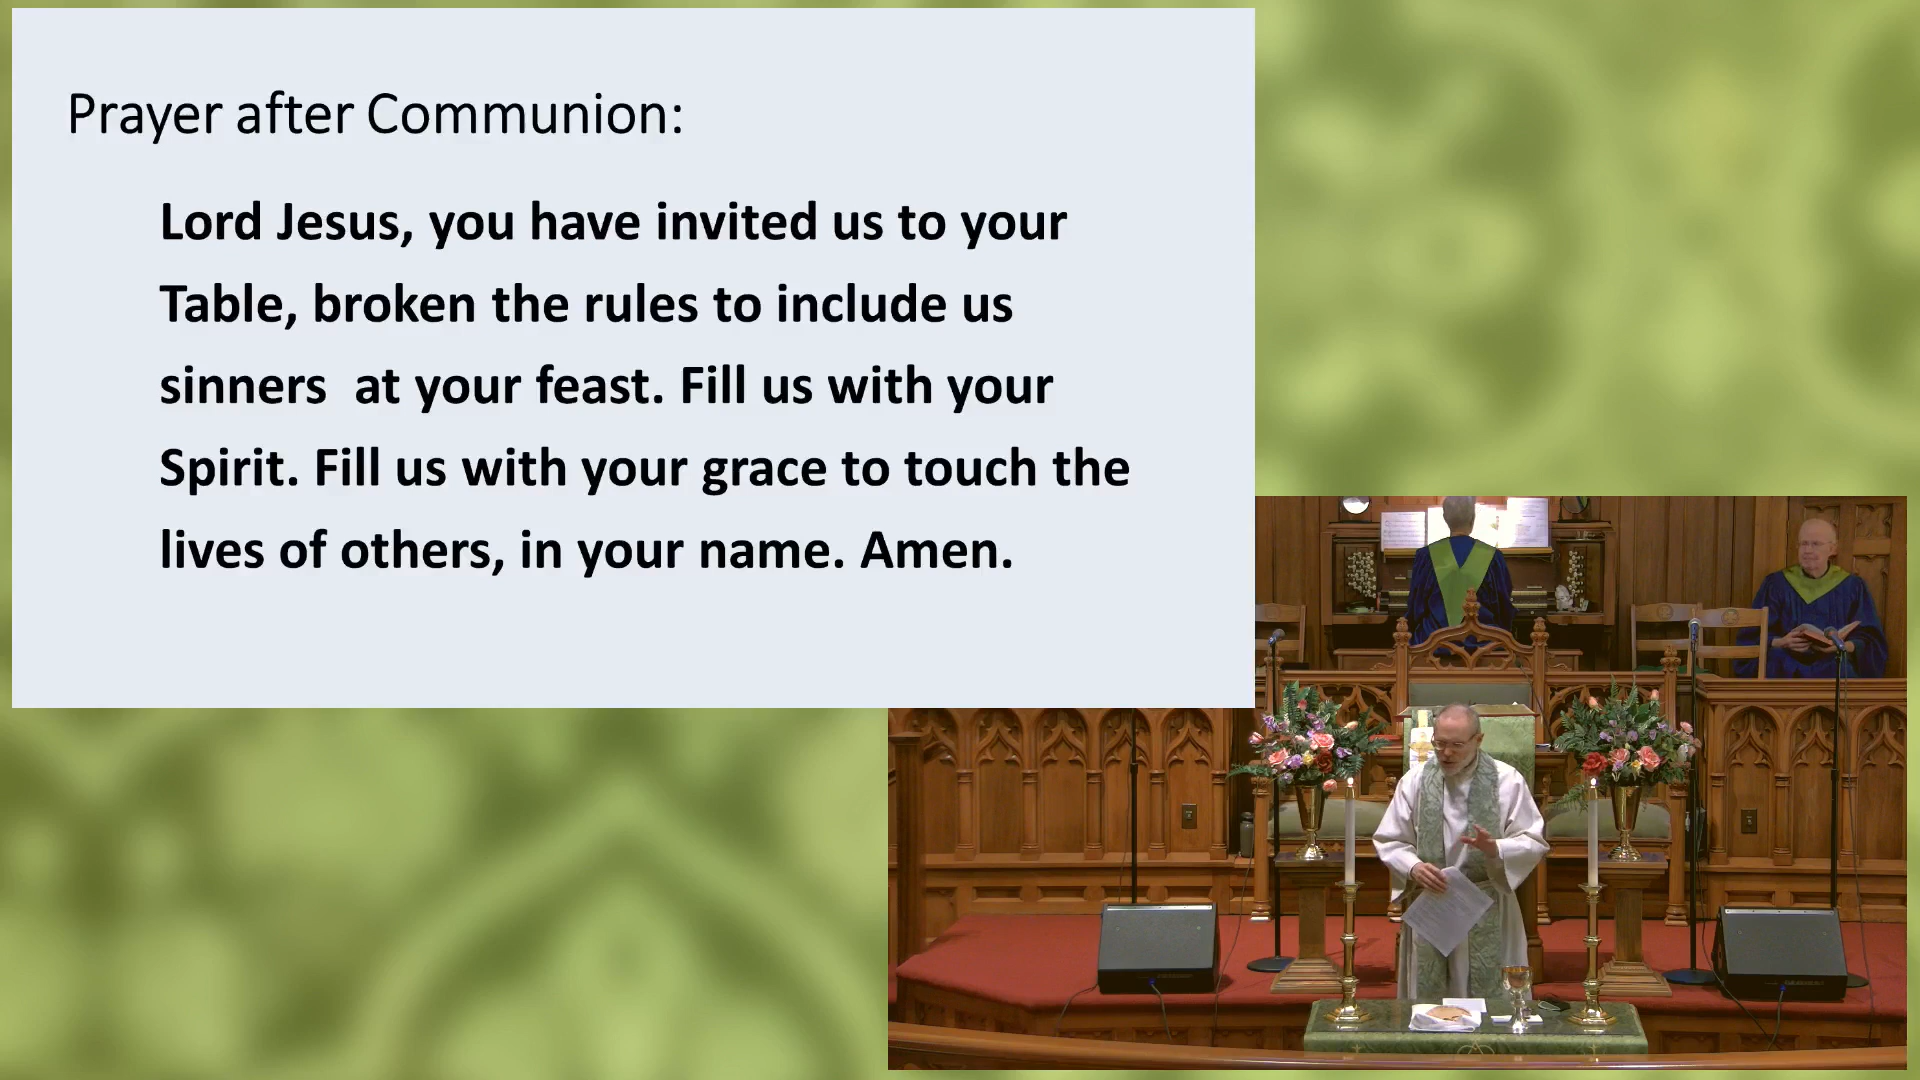 Prayer after Communion:
Lord Jesus, you have invited us to your
Table, broken the rules to include us
sinners  at your feast. Fill us with your
Spirit. Fill us with your grace to touch the
lives of others, in your name. Amen.